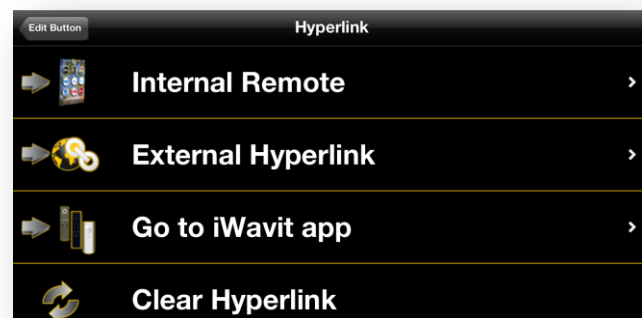 Edit Button
Hyperlink
Internal Remote
External Hyperlink
Go to iWavit app
Clear Hyperlink